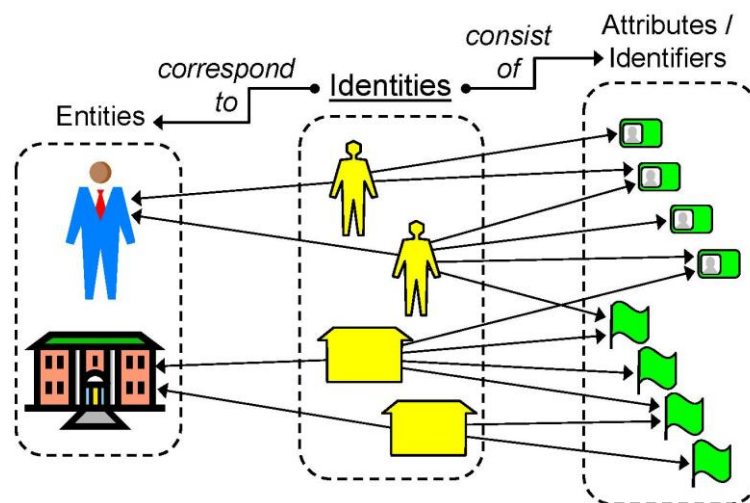 Attributes /
Identifiers
consist
of
Identities
correspond
to
Entities